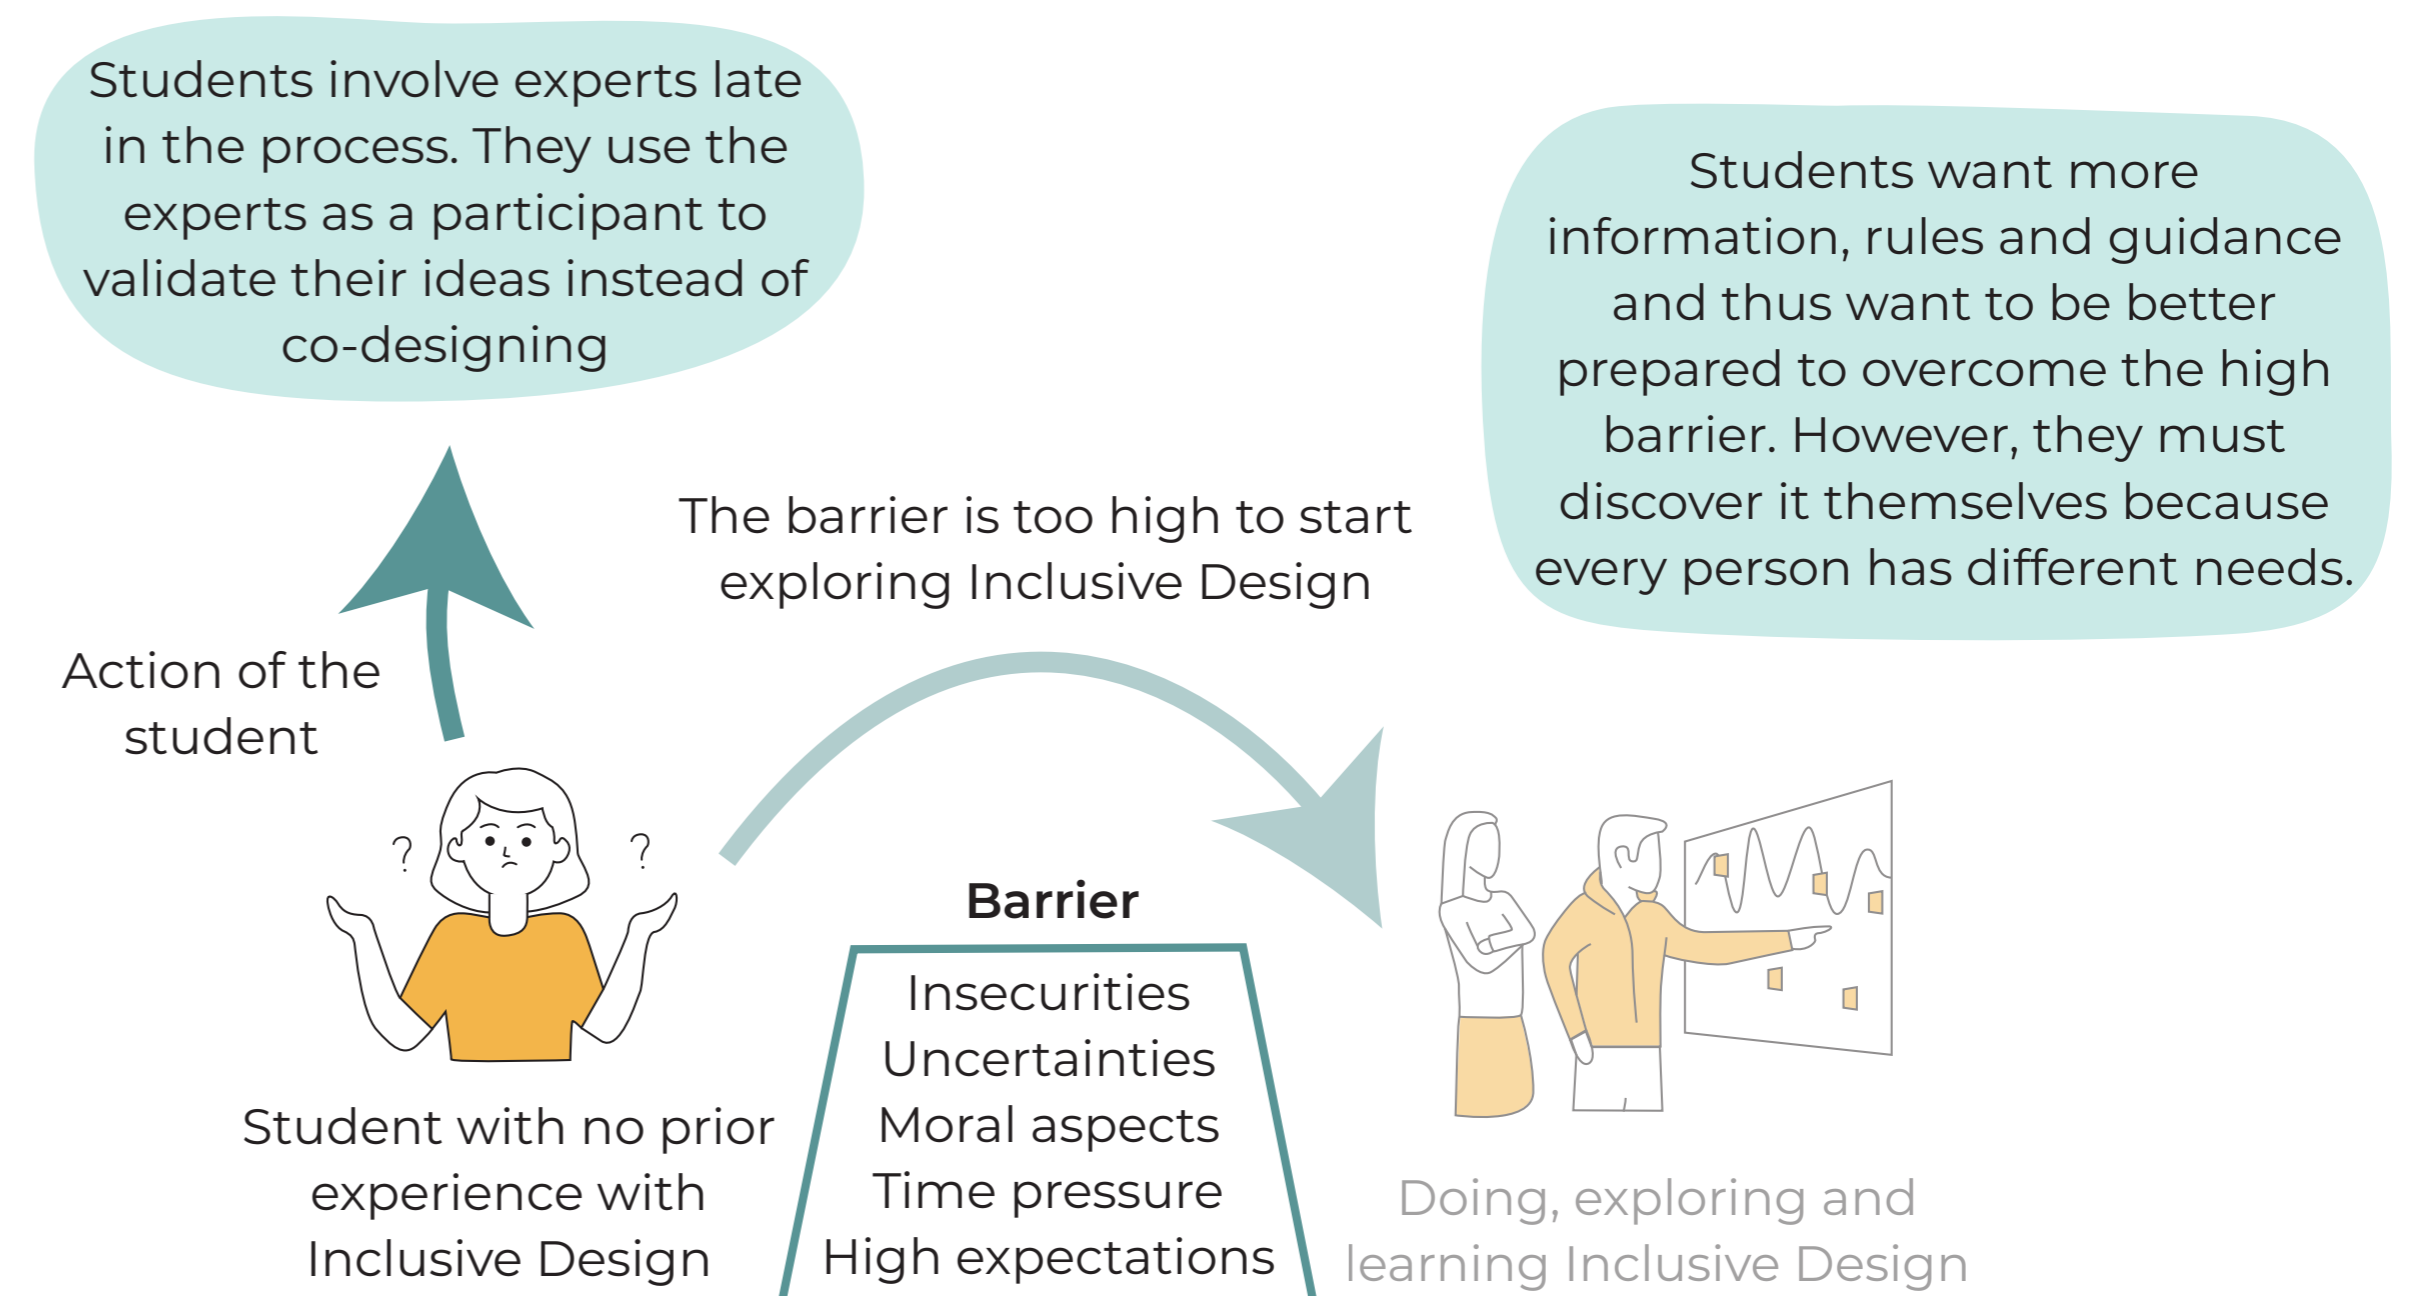 Students involve experts late
in the process. They use the
experts as a participant to
validate their ideas instead of
co-designing
Students want more
information, rules and guidance
and thus want to be better
prepared to overcome the high
barrier. However, they must
discover it themselves because
every person has different needs.
The barrier is too high to start
exploring Inclusive Design
Action of the
student
?
?
Student with no prior
experience with
Inclusive Design
Barrier
Insecurities
Uncertainties
Moral aspects
Time pressure
High expectations
Doing, exploring and
learning Inclusive Design